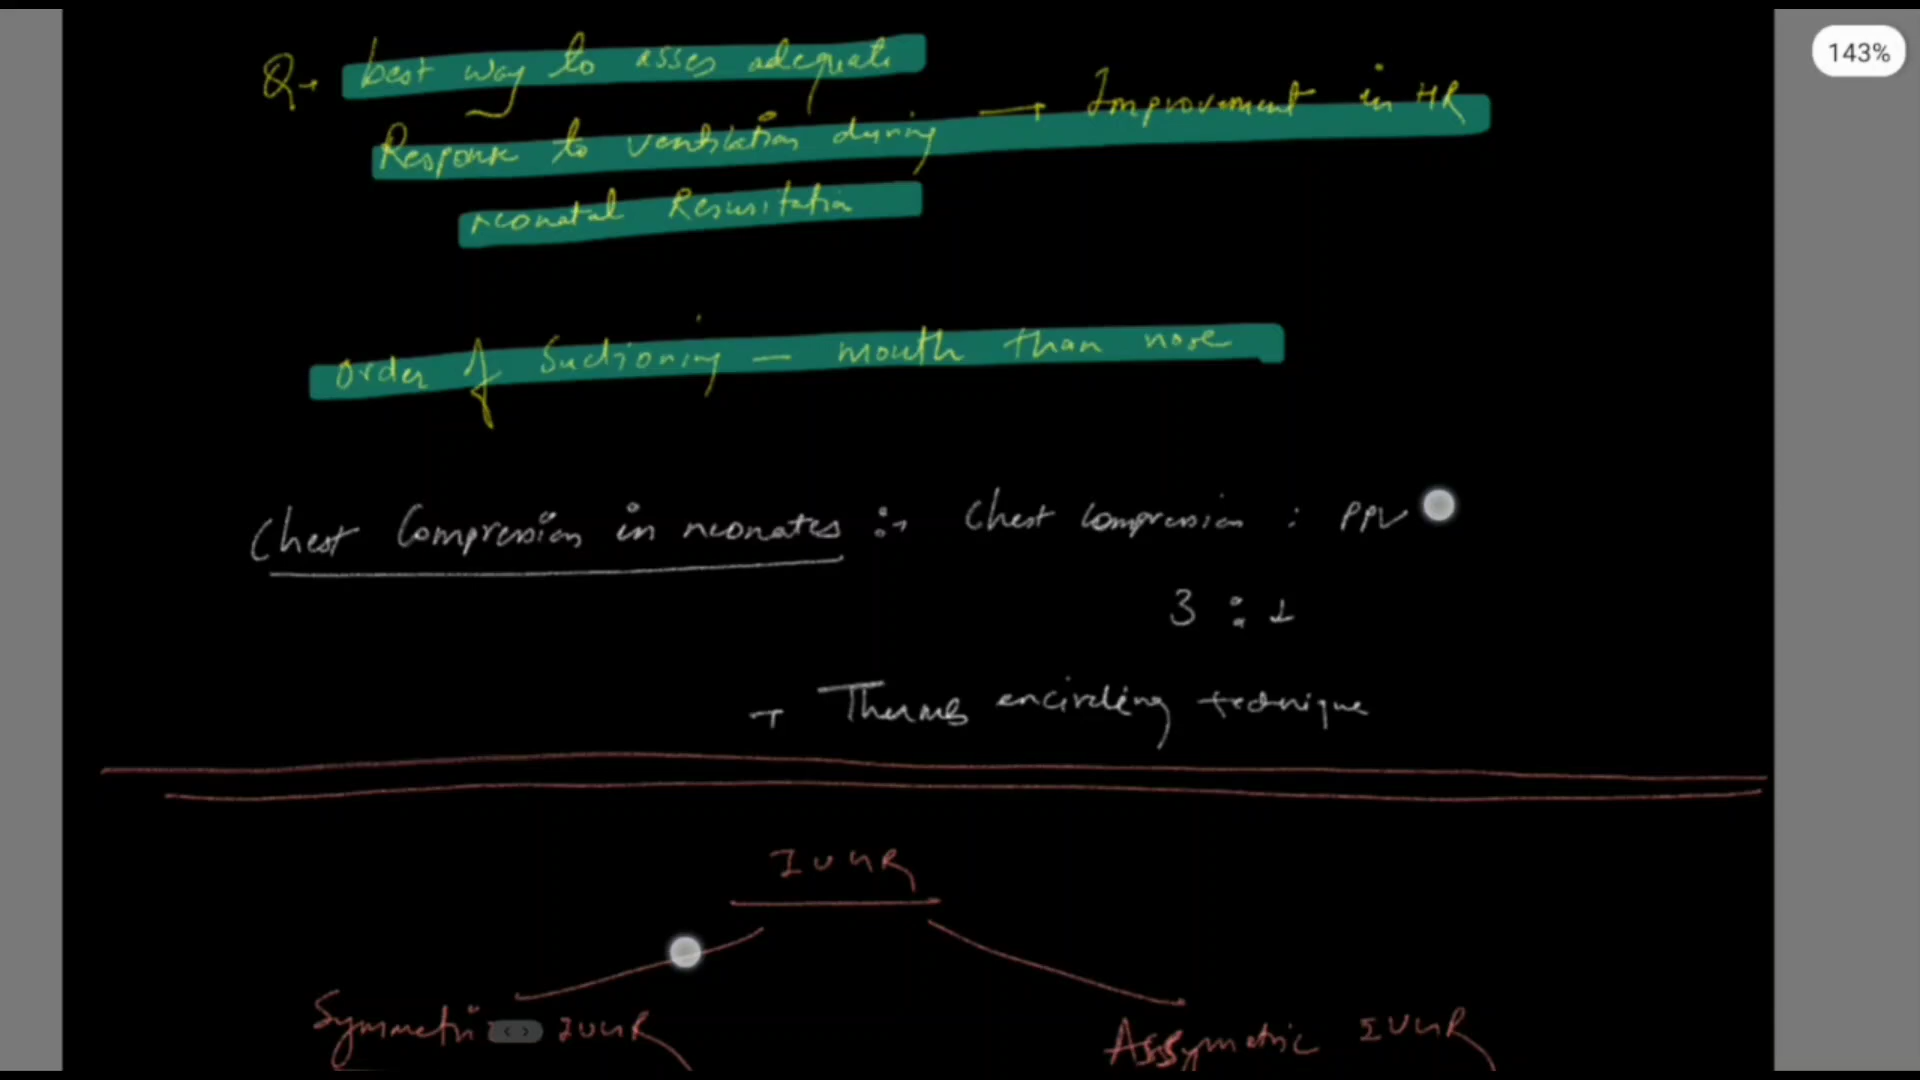 143%
Q→ best way to asses adequate
Response to ventilation during → Improvement in HR
neonatal Resusitation
Order of Suctioning – mouth than nose
Chest Compression in neonates :→ Chest Compression : PPV
3 : 1
→ Thumb encircling technique
IUGR
Symmetric IUGR Assymetric IUGR